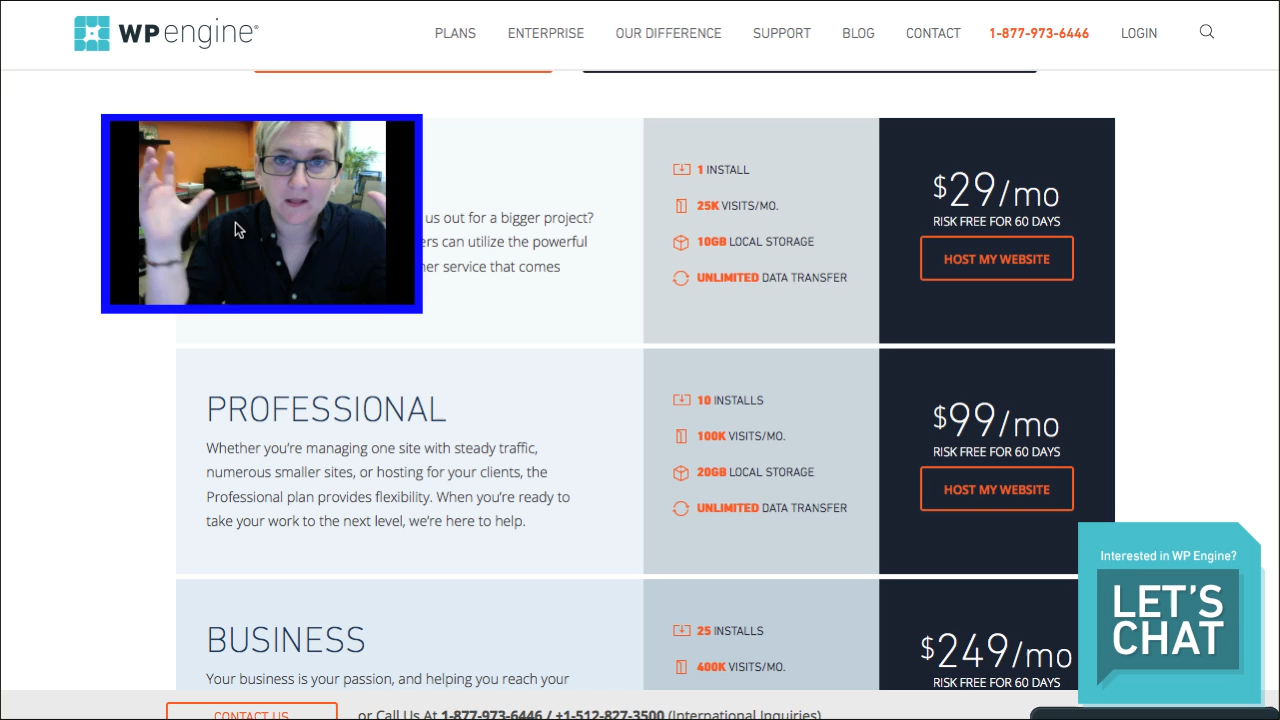 WP engine®
PLANS ENTERPRISE OUR DIFFERENCE SUPPORT BLOG CONTACT 1-877-973-6446 LOGIN
us out for a bigger project?
ers can utilize the powerful
ner service that comes
1 INSTALL
25K VISITS/MO.
10GB LOCAL STORAGE
UNLIMITED DATA TRANSFER
$29/mo
RISK FREE FOR 60 DAYS
HOST MY WEBSITE
PROFESSIONAL
Whether you're managing one site with steady traffic,
numerous smaller sites, or hosting for your clients, the
Professional plan provides flexibility. When you're ready to
take your work to the next level, we're here to help.
10 INSTALLS
100K VISITS/MO.
20GB LOCAL STORAGE
UNLIMITED DATA TRANSFER
$99/mo
RISK FREE FOR 60 DAYS
HOST MY WEBSITE
BUSINESS
Your business is your passion, and helping you reach your
25 INSTALLS
400K VISITS/MO.
$249/mo
RISK FREE FOR 60 DAYS
Interested in WP Engine?
LET'S
CHAT
CONTACT US or Call Us At 1-877-973-6446 / +1-512-827-3500 (International Inquiries)